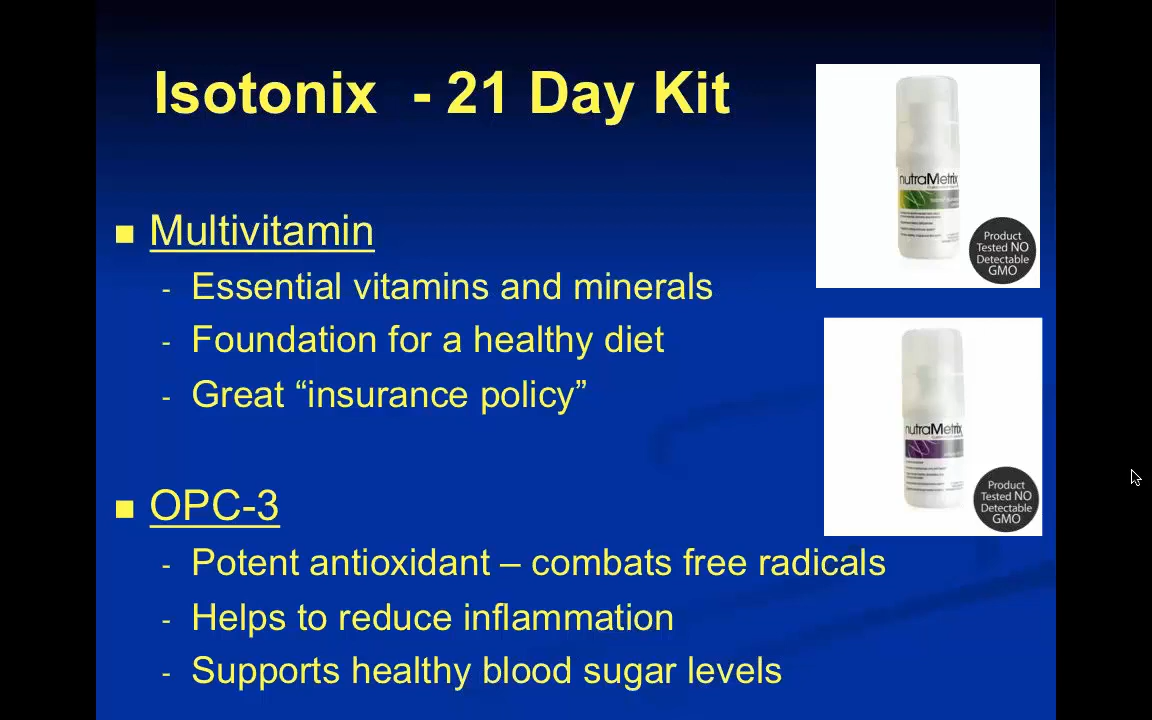 Isotonix - 21 Day Kit
■ Multivitamin
- Essential vitamins and minerals
- Foundation for a healthy diet
- Great “insurance policy”
■ OPC-3
- Potent antioxidant – combats free radicals
- Helps to reduce inflammation
- Supports healthy blood sugar levels
nutraMetrix
Product
Tested NO
Detectable
GMO
nutraMetrix
Product
Tested NO
Detectable
GMO